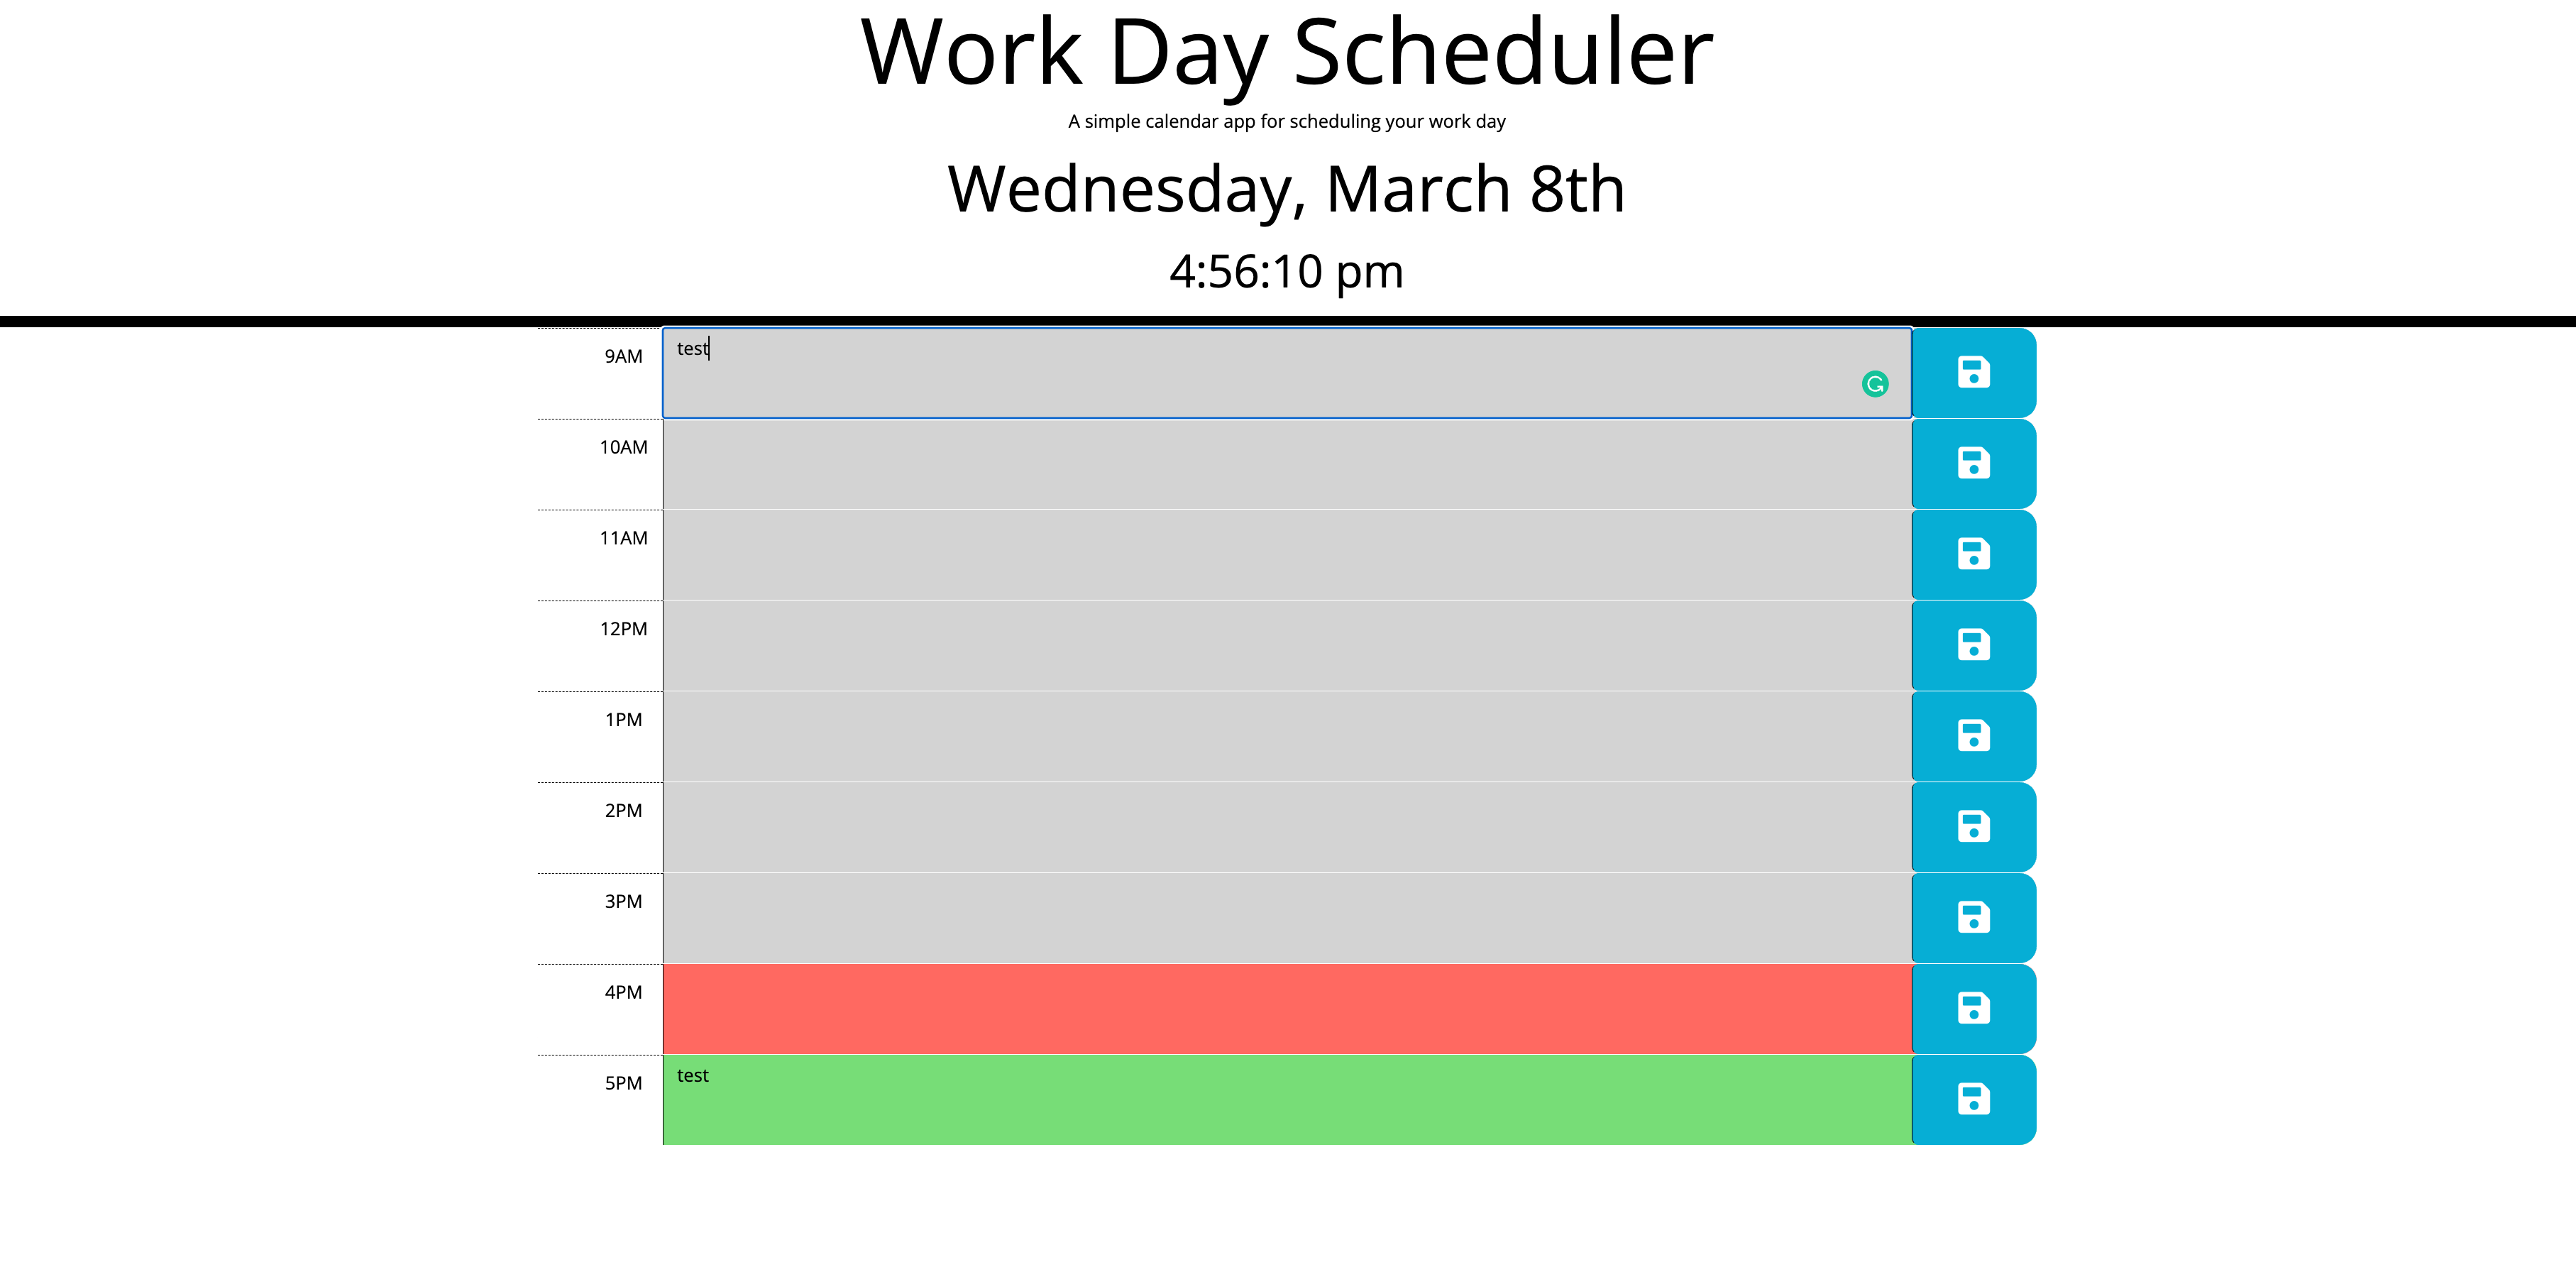 Work Day Scheduler
A simple calendar app for scheduling your work day
Wednesday, March 8th
4:56:10 pm
9AM
test
10AM
11AM
12PM
1PM
2PM
3PM
4PM
5PM
test